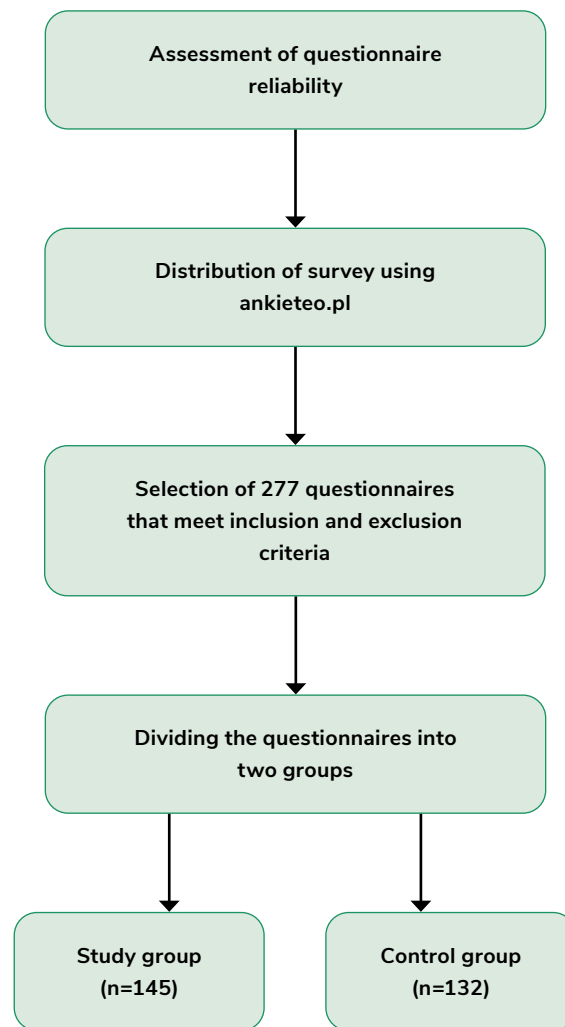 Assessment of questionnaire
reliability
Distribution of survey using
ankieteo.pl
Selection of 277 questionnaires
that meet inclusion and exclusion
criteria
Dividing the questionnaires into
two groups
Study group
(n=145)
Control group
(n=132)